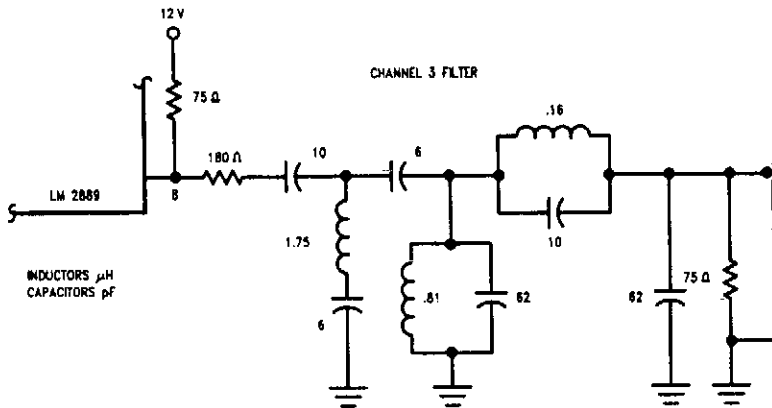 12 V
CHANNEL 3 FILTER
75 Ω
.16
180 Ω
10
6
LM 2889
8
10
1.75
INDUCTORS µH
CAPACITORS pF
6
.81
62
62
75 Ω